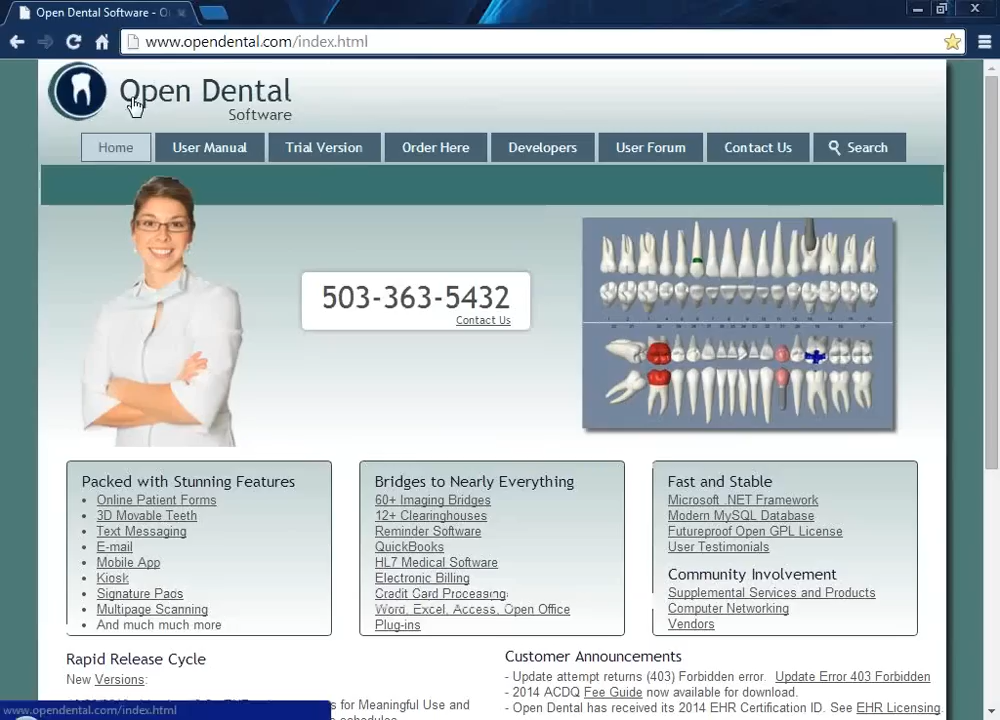 Open Dental Software - O
www.opendental.com/index.html
Open Dental
Software
Home User Manual Trial Version Order Here Developers User Forum Contact Us Search
503-363-5432
Contact Us
Packed with Stunning Features
• Online Patient Forms
• 3D Movable Teeth
• Text Messaging
• E-mail
• Mobile App
• Kiosk
• Signature Pads
• Multipage Scanning
• And much much more
Bridges to Nearly Everything
60+ Imaging Bridges
12+ Clearinghouses
Reminder Software
QuickBooks
HL7 Medical Software
Electronic Billing
Credit Card Processing
Word, Excel, Access, Open Office
Plug-ins
Fast and Stable
Microsoft .NET Framework
Modern MySQL Database
Futureproof Open GPL License
User Testimonials
Community Involvement
Supplemental Services and Products
Computer Networking
Vendors
Rapid Release Cycle
New Versions:
s for Meaningful Use and
Customer Announcements
- Update attempt returns (403) Forbidden error. Update Error 403 Forbidden
- 2014 ACDQ Fee Guide now available for download.
- Open Dental has received its 2014 EHR Certification ID. See EHR Licensing.
www.opendental.com/index.html